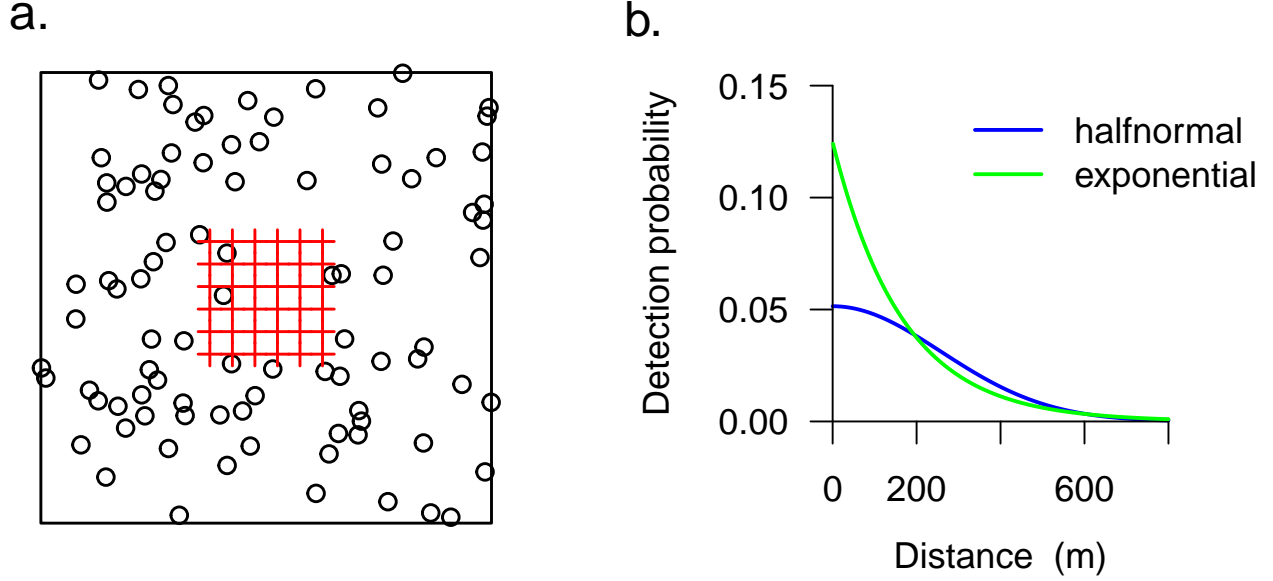 a.
b.
Detection probability
0.15
0.10
0.05
0.00
halfnormal
exponential
0 200 600
Distance (m)